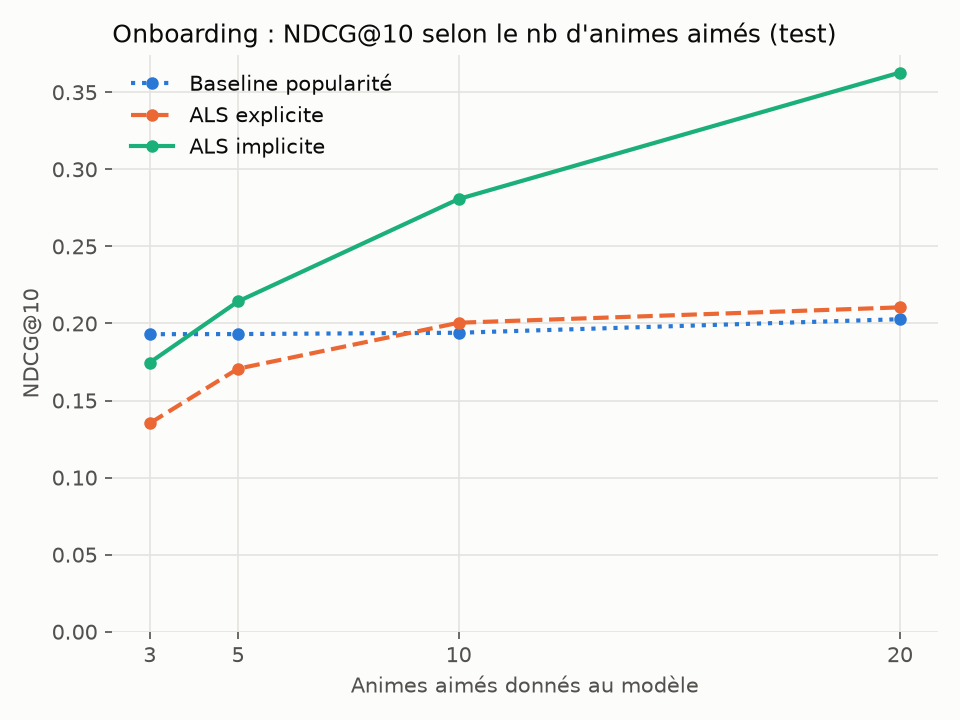 Onboarding : NDCG@10 selon le nb d'animes aimés (test)
Baseline popularité
ALS explicite
ALS implicite
0.35
0.30
0.25
0.20
0.15
0.10
0.05
0.00
NDCG@10
3 5 10 20
Animes aimés donnés au modèle